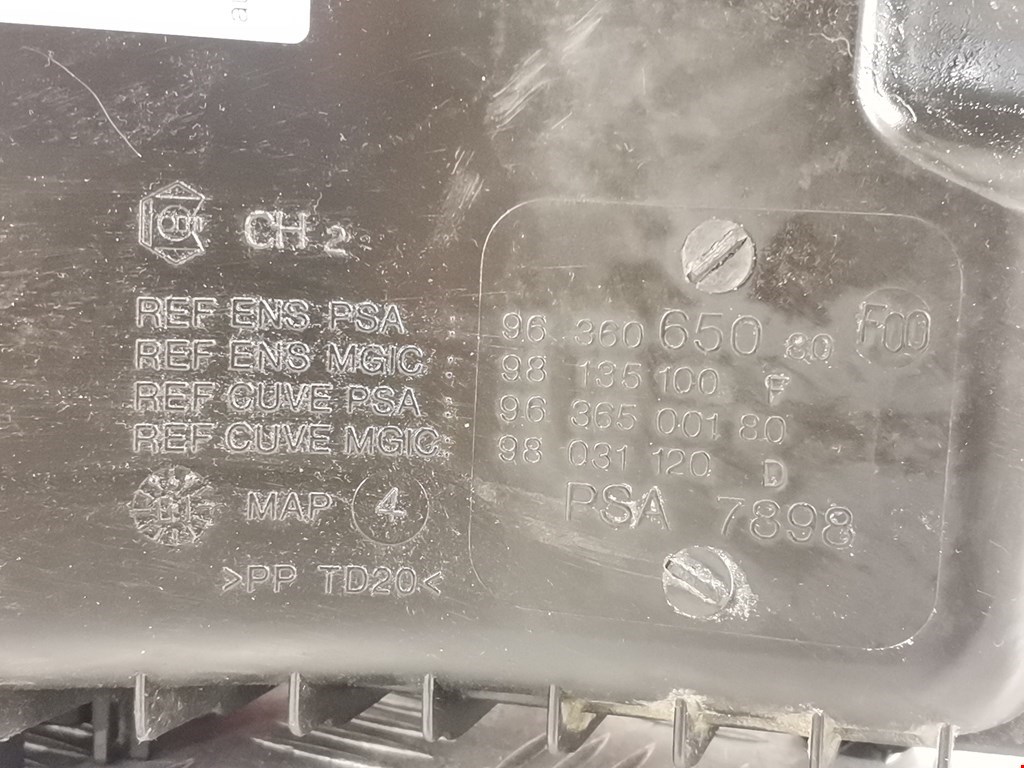 CH 2
REF ENS PSA : 96 360 650 80 F00
REF ENS MGIC : 98 135 100 F
REF CUVE PSA : 96 365 001 80
REF CUVE MGIC : 98 031 120 D
PSA 7898
MAP 4
>PP TD20<